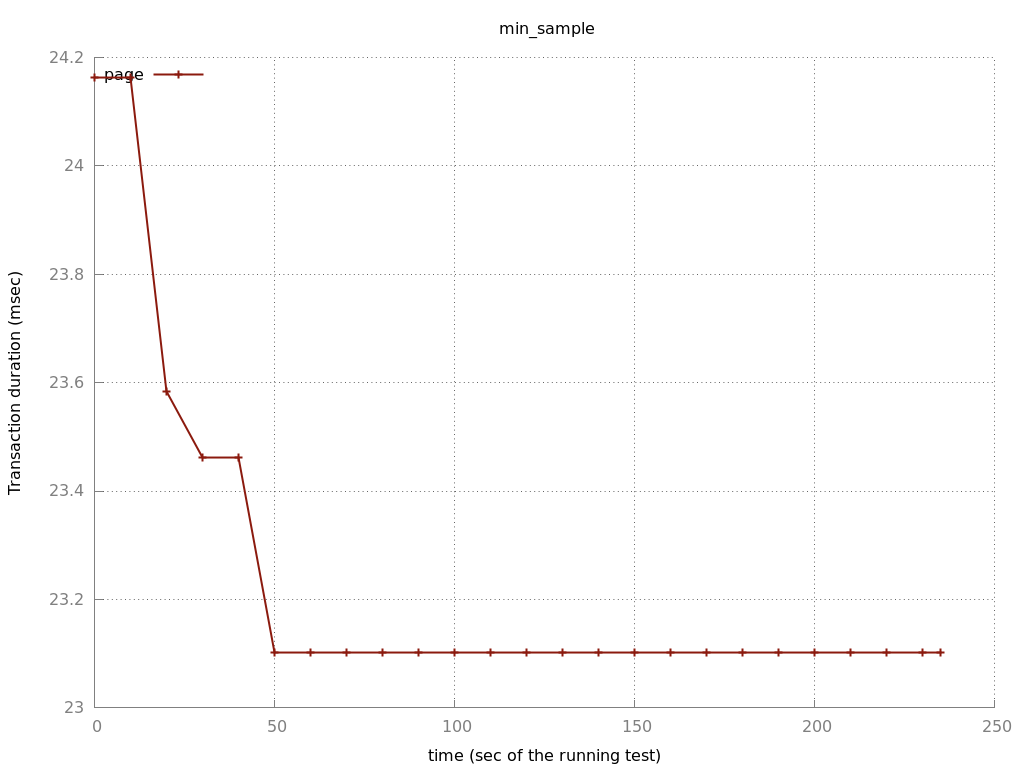 min_sample
24.2
page
24
23.8
23.6
23.4
23.2
23
Transaction duration (msec)
0 50 100 150 200 250
time (sec of the running test)